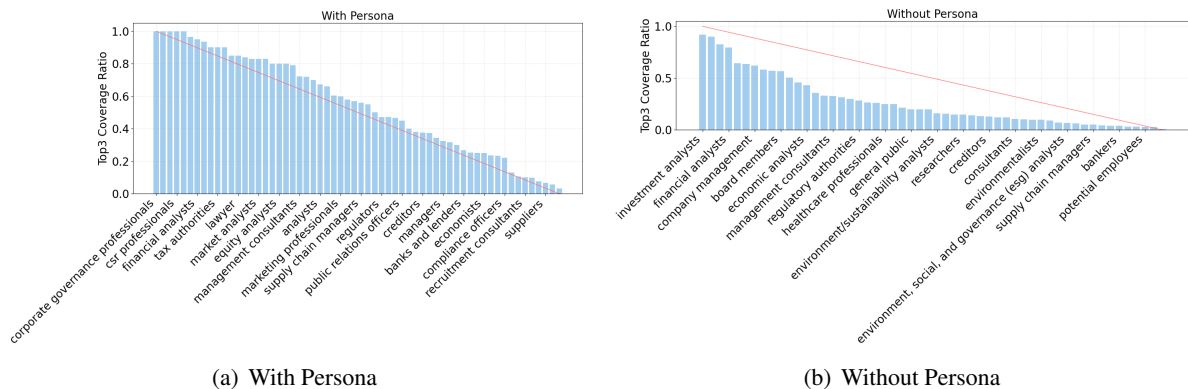 With Persona
Top3 Coverage Ratio
1.0
0.8
0.6
0.4
0.2
0.0
corporate governance professionals
csr professionals
financial analysts
tax authorities
lawyer
market analysts
equity analysts
management consultants
analysts
marketing professionals
supply chain managers
regulators
public relations officers
creditors
managers
banks and lenders
economists
compliance officers
recruitment consultants
suppliers
(a) With Persona
Without Persona
Top3 Coverage Ratio
1.0
0.5
0.0
investment analysts
financial analysts
company management
board members
economic analysts
management consultants
regulatory authorities
healthcare professionals
general public
environment/sustainability analysts
researchers
creditors
consultants
environmentalists
environment, social, and governance (esg) analysts
supply chain managers
bankers
potential employees
(b) Without Persona